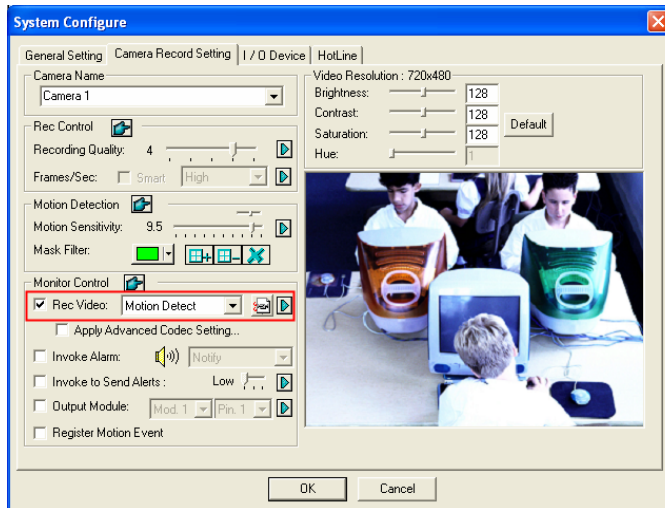 System Configure
General Setting
Camera Record Setting
I / O Device
HotLine
Camera Name
Camera 1
Rec Control
Recording Quality: 4
Frames/Sec: Smart High
Motion Detection
Motion Sensitivity: 9.5
Mask Filter:
Monitor Control
Rec Video: Motion Detect
Apply Advanced Codec Setting...
Invoke Alarm: Notify
Invoke to Send Alerts : Low
Output Module: Mod. 1 Pin. 1
Register Motion Event
Video Resolution : 720x480
Brightness: 128
Contrast: 128
Saturation: 128
Hue: 1
Default
OK
Cancel